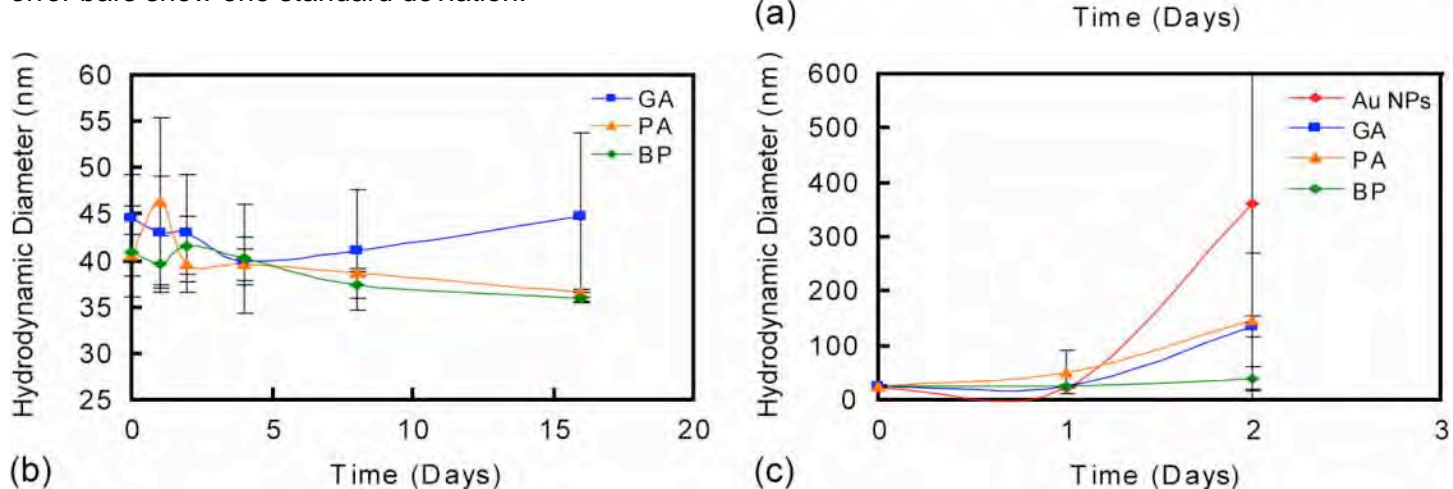 error bars show one standard deviation.
(a)
Time (Days)
Hydrodynamic Diameter (nm)
60
55
50
45
40
35
30
25
GA
PA
BP
0
5
10
15
20
(b)
Time (Days)
Hydrodynamic Diameter (nm)
600
500
400
300
200
100
0
Au NPs
GA
PA
BP
0
1
2
3
(c)
Time (Days)